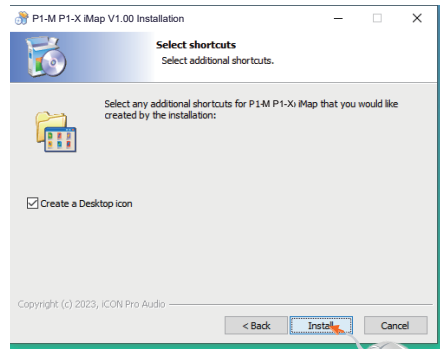 P1-M P1-X iMap V1.00 Installation
Select shortcuts
Select additional shortcuts.
Select any additional shortcuts for P1-M P1-X iMap that you would like
created by the installation:
Create a Desktop icon
Copyright (c) 2023, iCON Pro Audio
< Back Install Cancel